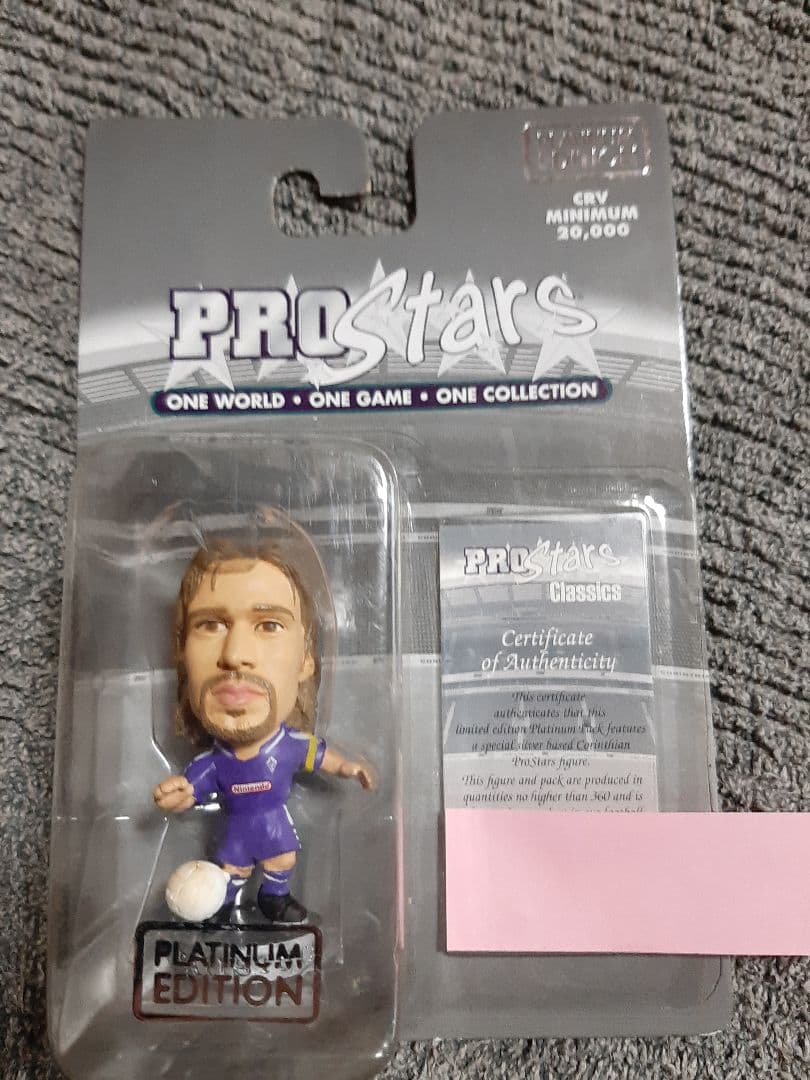 PLATINUM
EDITION
CRV
MINIMUM
20,000
PROStars
ONE WORLD • ONE GAME • ONE COLLECTION
PROStars
Classics
Certificate
of Authenticity
This certificate
authenticates that this
limited edition Platinum Pack features
a special silver based Corinthian
ProStars figure.
This figure and pack are produced in
quantities no higher than 360 and is
Nintendo
PLATINUM
EDITION